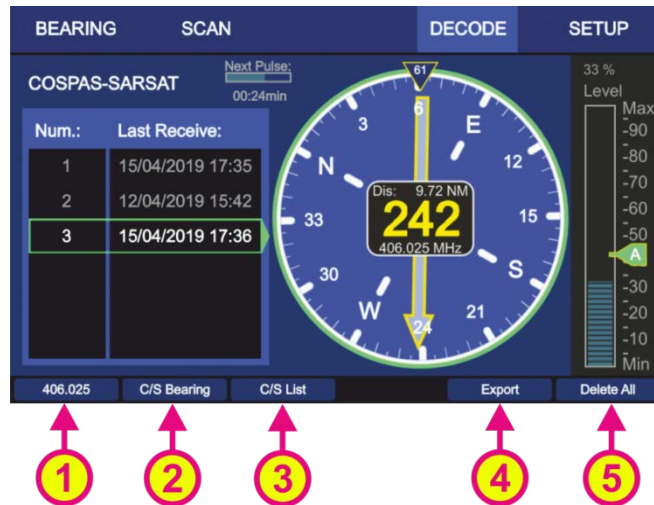 BEARING SCAN DECODE SETUP
COSPAS-SARSAT
Next Pulse:
00:24min
Num.: Last Receive:
1 15/04/2019 17:35
2 12/04/2019 15:42
3 15/04/2019 17:36
61
6
3 E
N 12
Dis: 9.72 NM
33 242 15
406.025 MHz
30 S
W 21
24
33 %
Level
Max
-90
-80
-70
-60
-50
A
-30
-20
-10
Min
406.025 C/S Bearing C/S List Export Delete All
1 2 3 4 5